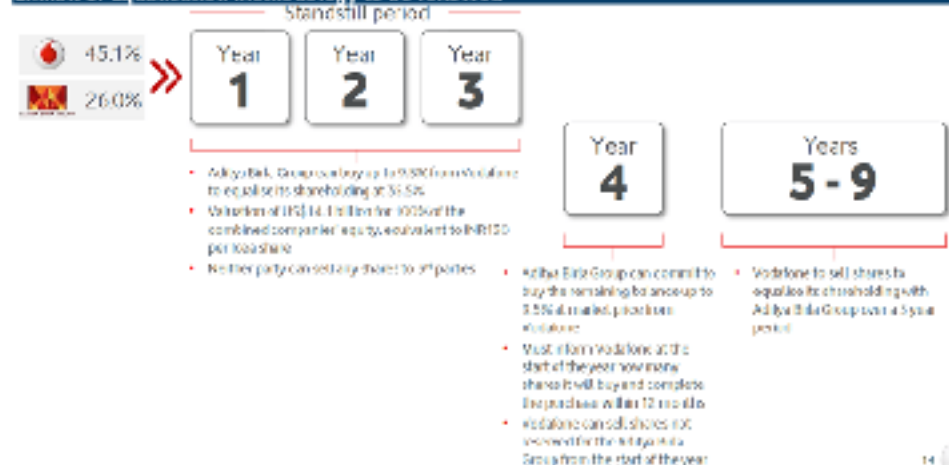 Standstill period
45.1%
26.0%
Year
1
Year
2
Year
3
Year
4
Years
5 - 9
• Aditya Birla Group can buy up to 9.5% from Vodafone
to equalise its shareholding at
• Valuation of US$ billion for 100% of the
combined companies' equity, equivalent to INR130
per Idea share
• Neither party can sell any shares to 3rd parties
• Aditya Birla Group can commit to
buy the remaining balance up to
9.5% at market price from
Vodafone
• Must inform Vodafone at the
start of the year how many
shares it will buy and complete
the purchase within 12 months
• Vodafone can sell shares not
reserved for the Aditya Birla
Group from the start of the year
• Vodafone to sell shares to
equalise its shareholding with
Aditya Birla Group over a 5 year
period
14